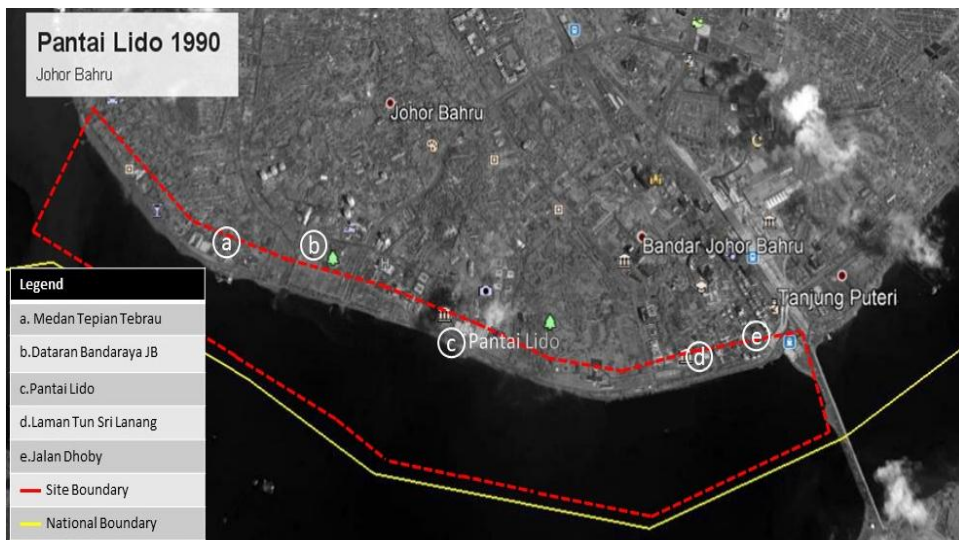 Pantai Lido 1990
Johor Bahru
Johor Bahru
a
b
Bandar Johor Bahru
Tanjung Puteri
c
Pantai Lido
d
e
H
Legend
a. Medan Tepian Tebrau
b.Dataran Bandaraya JB
c.Pantai Lido
d.Laman Tun Sri Lanang
e.Jalan Dhoby
Site Boundary
National Boundary